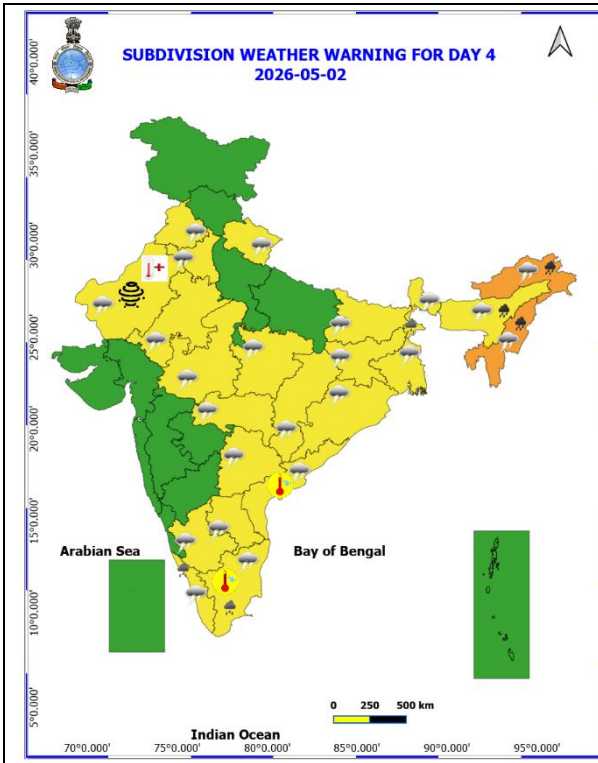 SUBDIVISION WEATHER WARNING FOR DAY 4
2026-05-02
40°0.000'
35°0.000'
30°0.000'
25°0.000'
20°0.000'
15°0.000'
10°0.000'
5°0.000'
Arabian Sea
Bay of Bengal
0 250 500 km
Indian Ocean
70°0.000' 75°0.000' 80°0.000' 85°0.000' 90°0.000' 95°0.000'